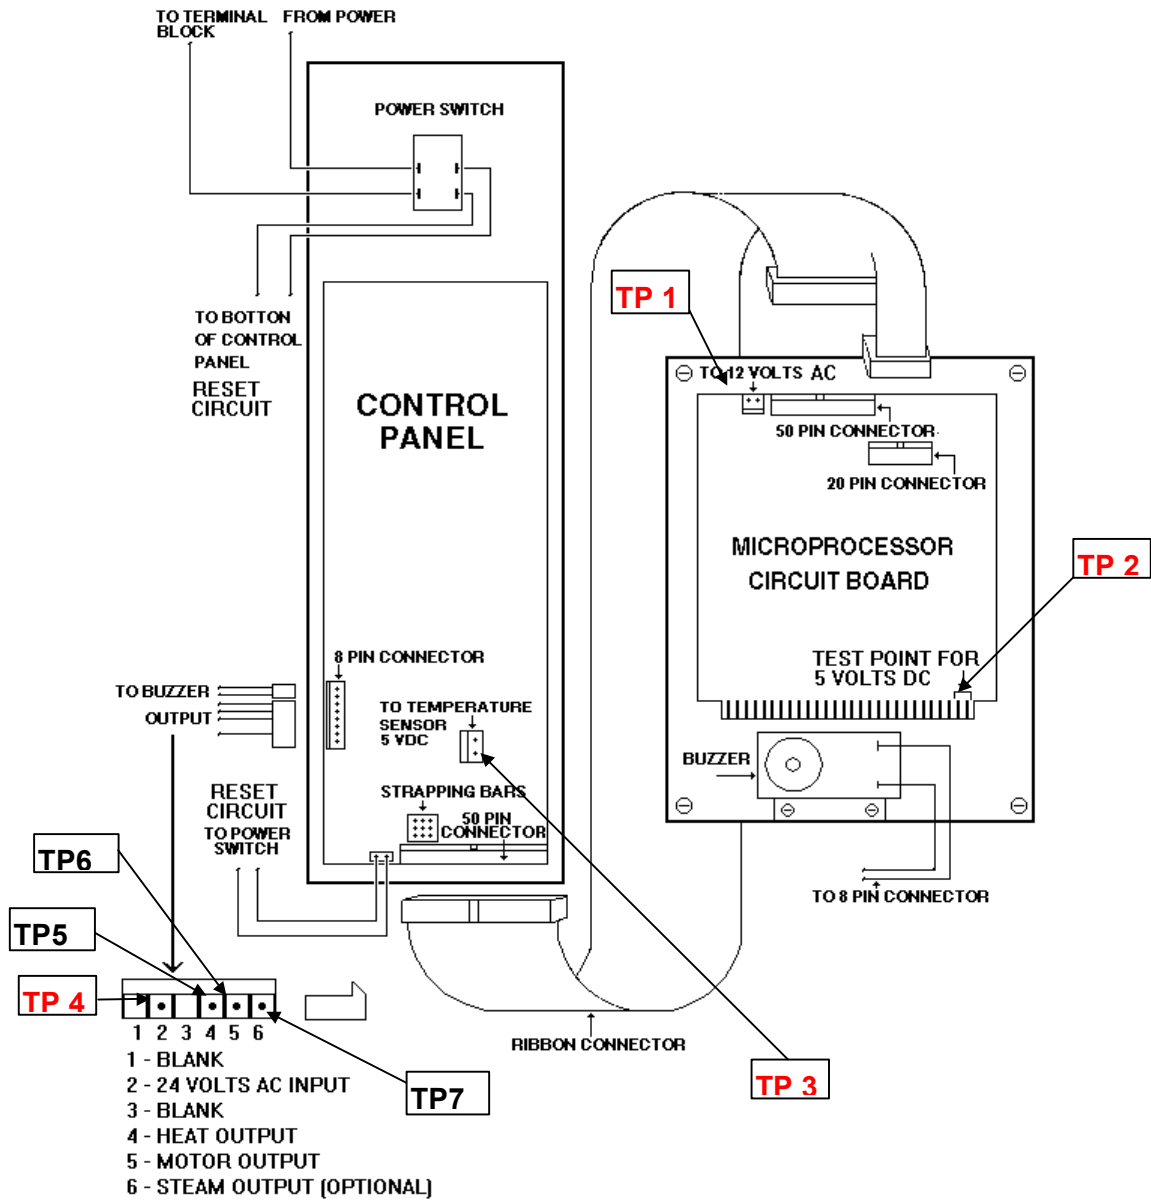 TO TERMINAL
BLOCK
FROM POWER
POWER SWITCH
TO BOTTON
OF CONTROL
PANEL
RESET
CIRCUIT
CONTROL
PANEL
TP 1
TO 12 VOLTS AC
50 PIN CONNECTOR
20 PIN CONNECTOR
MICROPROCESSOR
CIRCUIT BOARD
TP 2
TEST POINT FOR
5 VOLTS DC
8 PIN CONNECTOR
TO BUZZER
OUTPUT
TO TEMPERATURE
SENSOR
5 VDC
BUZZER
STRAPPING BARS
50 PIN
CONNECTOR
RESET
CIRCUIT
TO POWER
SWITCH
TO 8 PIN CONNECTOR
TP6
TP5
TP 4
1 2 3 4 5 6
RIBBON CONNECTOR
TP 3
TP7
1 - BLANK
2 - 24 VOLTS AC INPUT
3 - BLANK
4 - HEAT OUTPUT
5 - MOTOR OUTPUT
6 - STEAM OUTPUT (OPTIONAL)